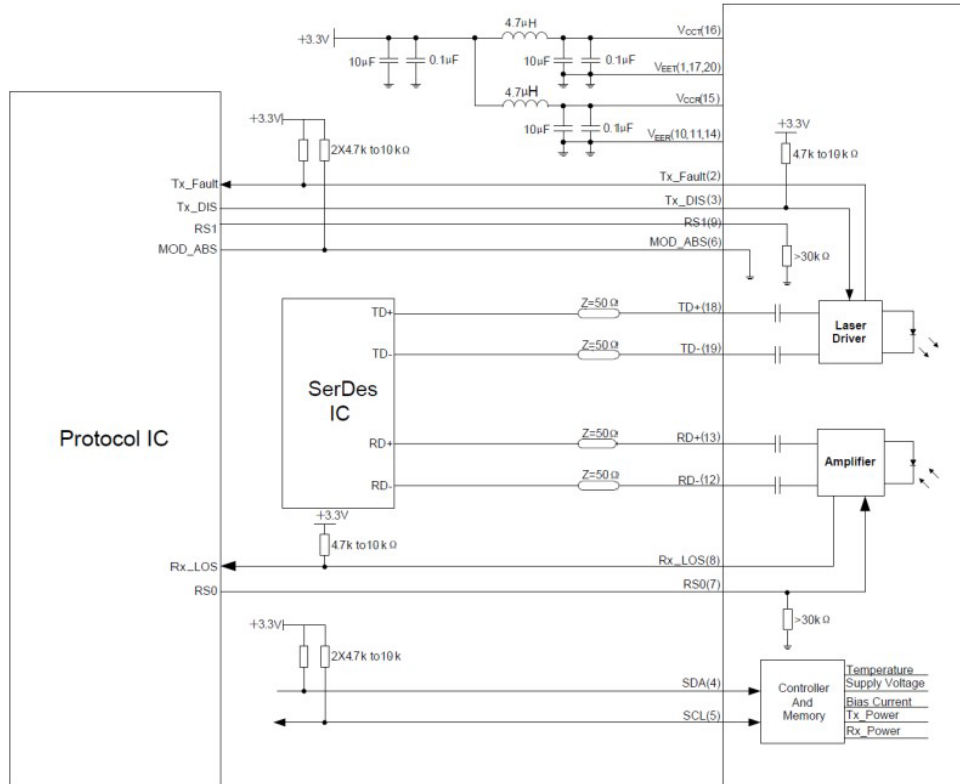 4.7μH
VCCT(16)
+3.3V
10μF
0.1μF
10μF
0.1μF
VEET(1,17,20)
4.7μH
VCCR(15)
10μF
0.1μF
VEER(10,11,14)
+3.3V
2X4.7k to10kΩ
+3.3V
4.7k to10kΩ
Tx_Fault
Tx_Fault(2)
Tx_DIS
Tx_DIS(3)
RS1
RS1(9)
MOD_ABS
MOD_ABS(6)
>30kΩ
TD+
Z=50Ω
TD+(18)
TD-
Z=50Ω
TD-(19)
Laser
Driver
SerDes
IC
Protocol IC
RD+
Z=50Ω
RD+(13)
RD-
Z=50Ω
RD-(12)
Amplifier
+3.3V
4.7k to10kΩ
Rx_LOS
Rx_LOS(8)
RS0
RS0(7)
>30kΩ
+3.3V
2X4.7k to10k
SDA(4)
SCL(5)
Controller
And
Memory
Temperature
Supply Voltage
Bias Current
Tx_Power
Rx_Power